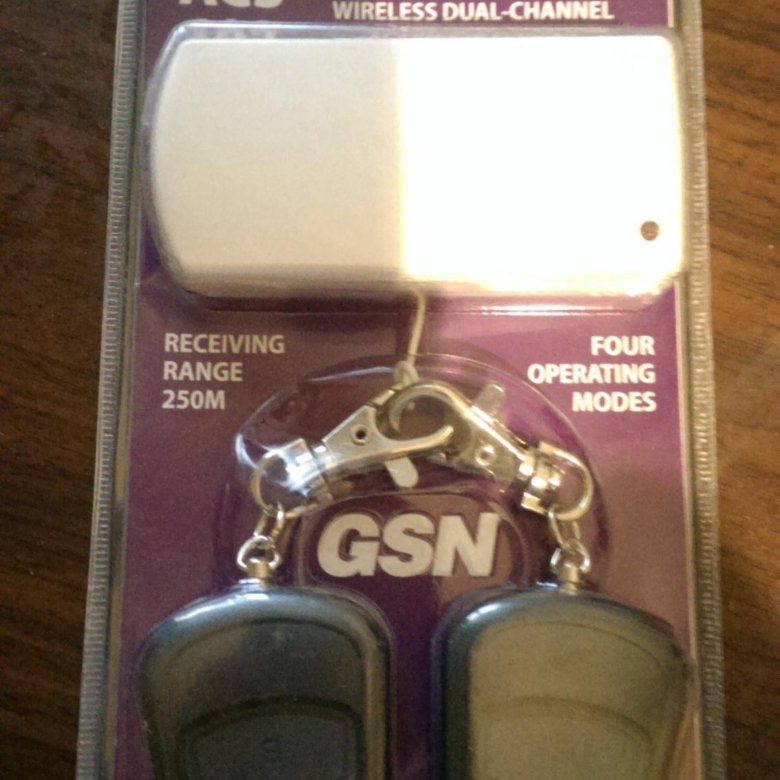 WIRELESS DUAL-CHANNEL
RECEIVING
RANGE
250M
FOUR
OPERATING
MODES
GSN